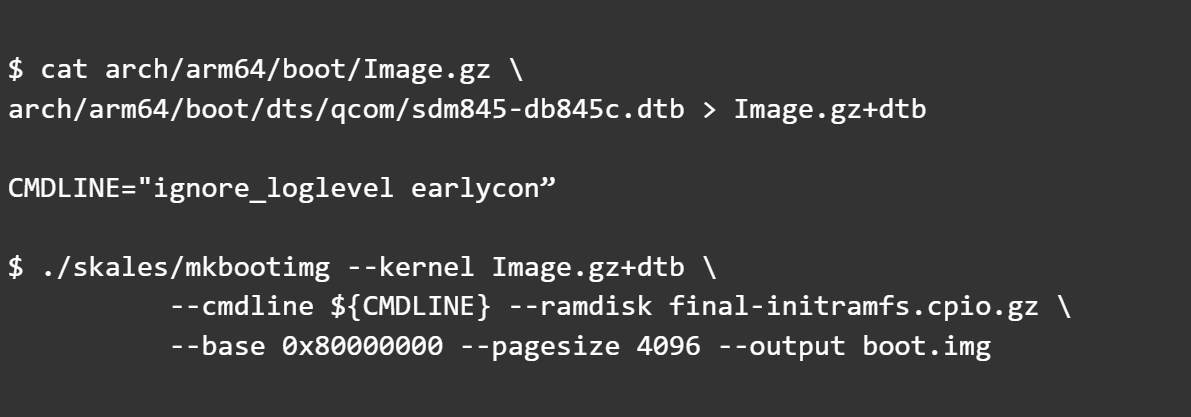 $ cat arch/arm64/boot/Image.gz \
arch/arm64/boot/dts/qcom/sdm845-db845c.dtb > Image.gz+dtb
CMDLINE="ignore_loglevel earlycon”
$ ./skales/mkbootimg --kernel Image.gz+dtb \
--cmdline ${CMDLINE} --ramdisk final-initramfs.cpio.gz \
--base 0x80000000 --pagesize 4096 --output boot.img